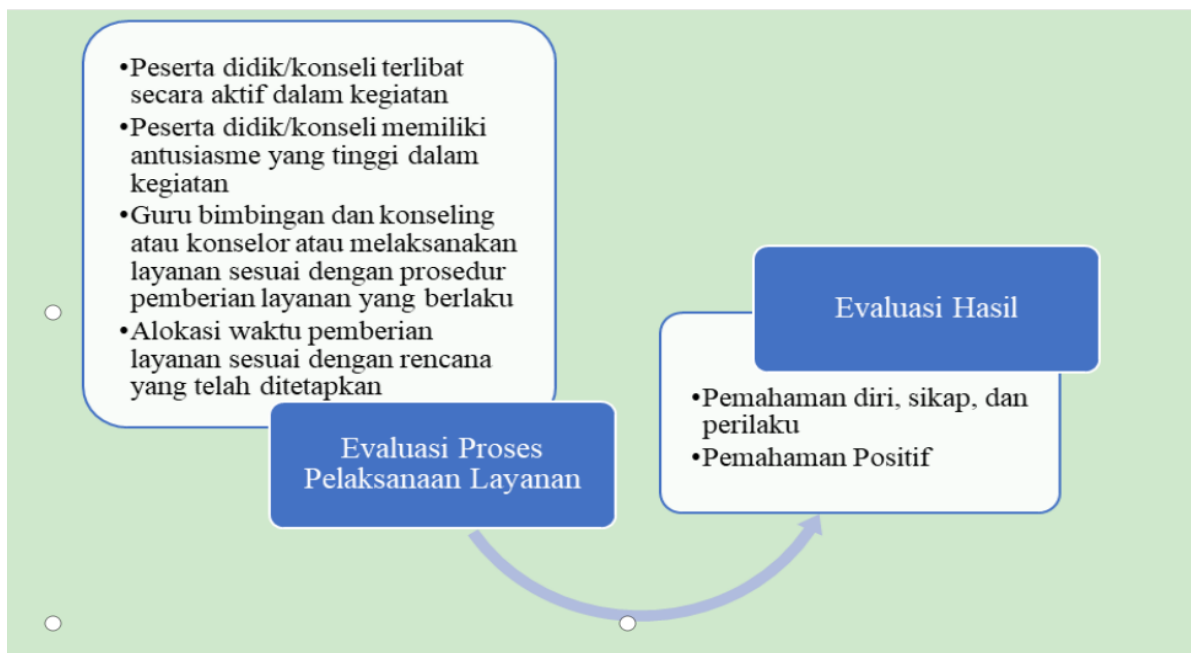 •Peserta didik/konseli terlibat
secara aktif dalam kegiatan
•Peserta didik/konseli memiliki
antusiasme yang tinggi dalam
kegiatan
•Guru bimbingan dan konseling
atau konselor atau melaksanakan
layanan sesuai dengan prosedur
pemberian layanan yang berlaku
•Alokasi waktu pemberian
layanan sesuai dengan rencana
yang telah ditetapkan
Evaluasi Proses
Pelaksanaan Layanan
Evaluasi Hasil
•Pemahaman diri, sikap, dan
perilaku
•Pemahaman Positif